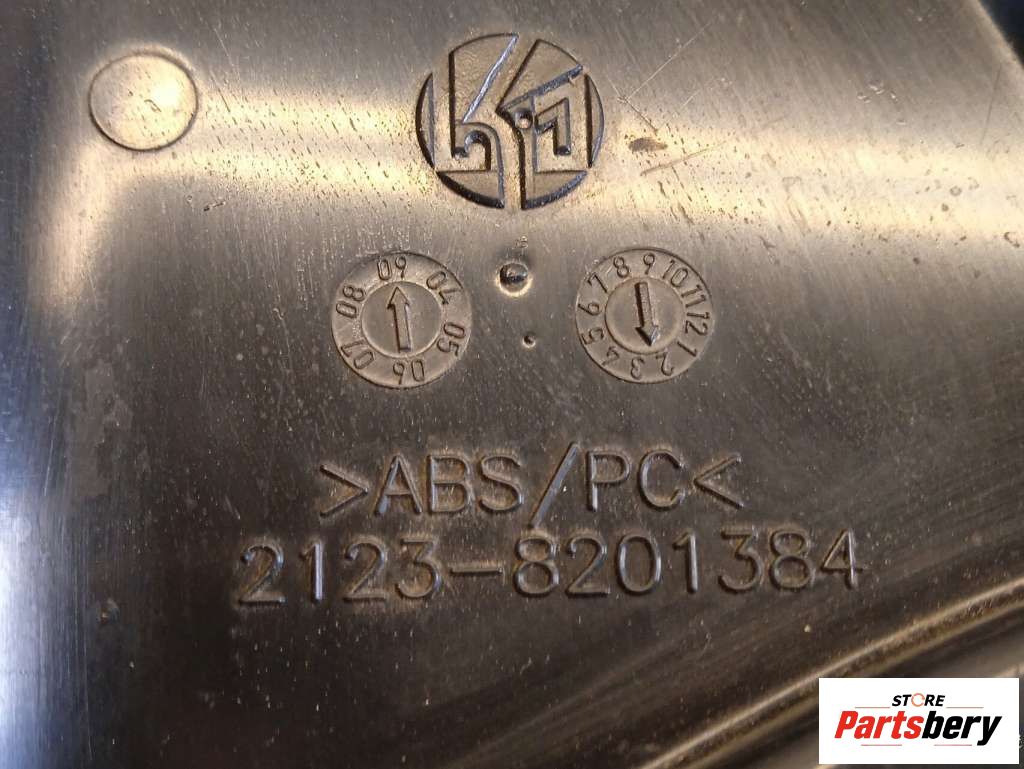 08 09 04 05 06 07
5 6 7 8 9 10 11 12 1 2 3 4
>ABS/PC<
2123-8201384
STORE
Partsbery